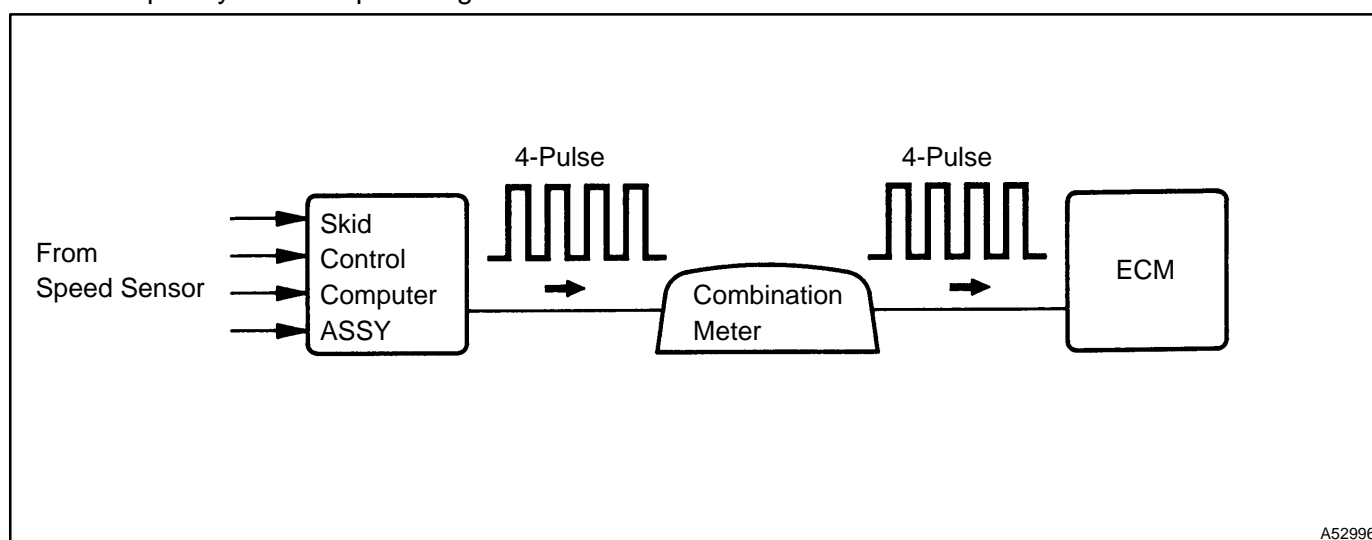 4-Pulse
4-Pulse
From
Speed Sensor
Skid
Control
Computer
ASSY
Combination
Meter
ECM
A52996